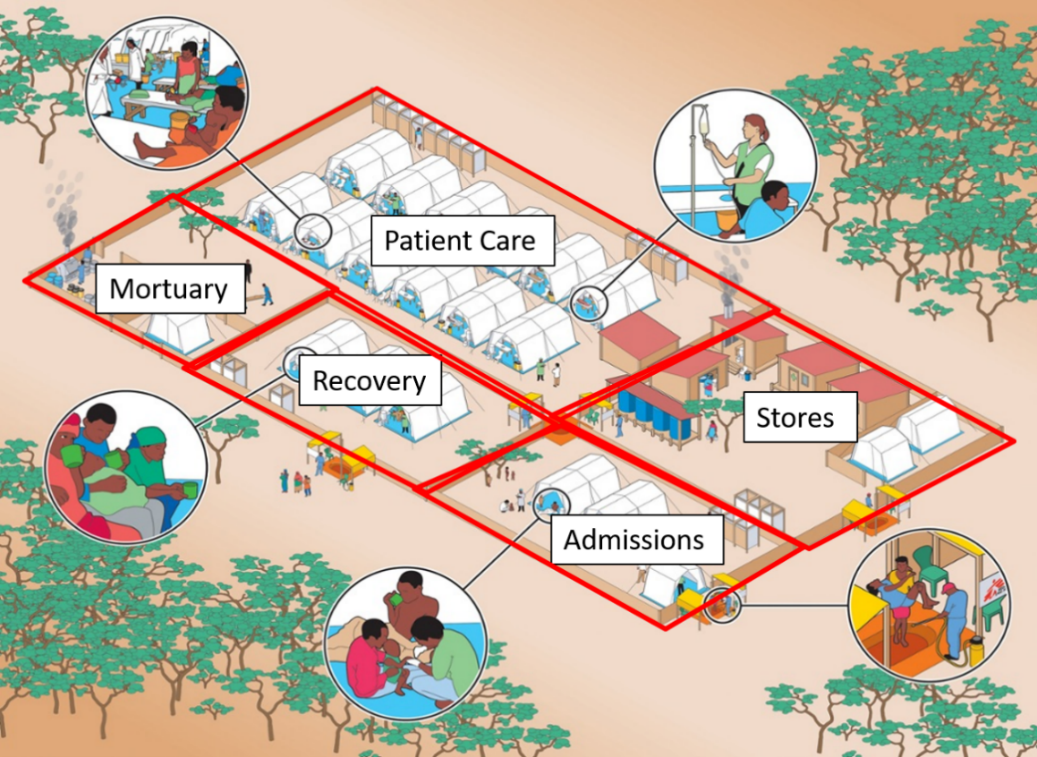 Patient Care
Mortuary
Recovery
Stores
Admissions